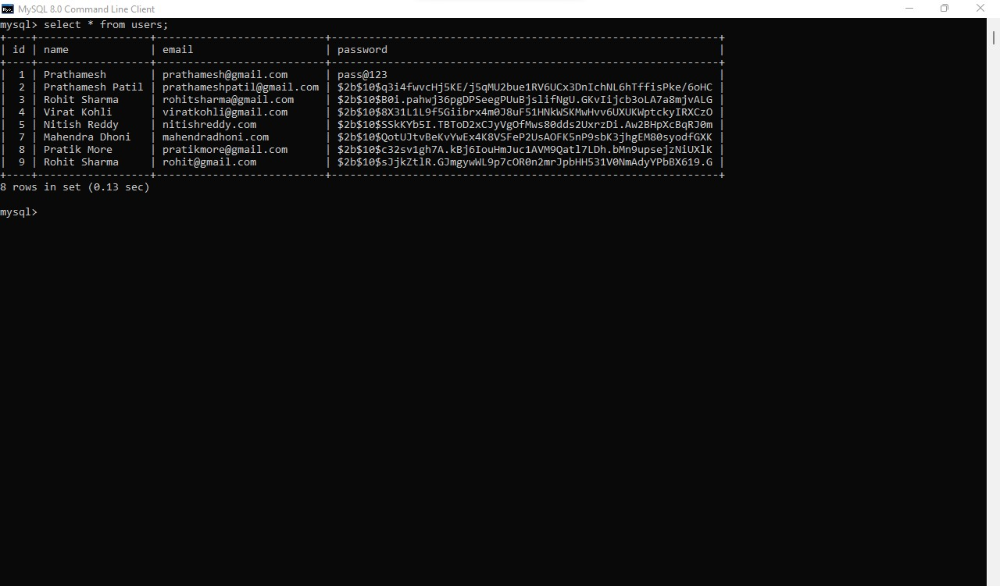 MySQL 8.0 Command Line Client
mysql> select * from users;
+----+------------------+---------------------------+--------------------------------------------------------------+
| id | name             | email                     | password                                                     |
+----+------------------+---------------------------+--------------------------------------------------------------+
|  1 | Prathamesh       | prathamesh@gmail.com      | pass@123                                                     |
|  2 | Prathamesh Patil | prathameshpatil@gmail.com | $2b$10$q3i4fwvcHj5KE/j5qMU2bue1RV6UCx3DnIchNL6hTffisPke/6oHC |
|  3 | Rohit Sharma     | rohitsharma@gmail.com     | $2b$10$B0i.pahwj36pgDPSeegPUuBjslifNgU.GKvIijcb3oLA7a8mjvALG |
|  4 | Virat Kohli      | viratkohli@gmail.com      | $2b$10$8X31L1L9f5Giibrx4m0J8uF51HNkWSKMwHvv6UXUKWptckyIRXCzO |
|  5 | Nitish Reddy     | nitishreddy.com           | $2b$10$SSkKYb5I.TBToD2xCJyVgOfMws80dds2UxrzDi.Aw2BHpXcBqRJ0m |
|  7 | Mahendra Dhoni   | mahendradhoni.com         | $2b$10$QotUJtvBeKvYwEx4K8VSFeP2UsAOFK5nP9sbK3jhgEM80syodfGXK |
|  8 | Pratik More      | pratikmore@gmail.com      | $2b$10$c32sv1gh7A.kBj6IouHmJuc1AVM9Qatl7LDh.bMn9upsejzNiUXlK |
|  9 | Rohit Sharma     | rohit@gmail.com           | $2b$10$sJjkZtlR.GJmgywWL9p7cOR0n2mrJpbHH531V0NmAdyYPbBX619.G |
+----+------------------+---------------------------+--------------------------------------------------------------+
8 rows in set (0.13 sec)
mysql>